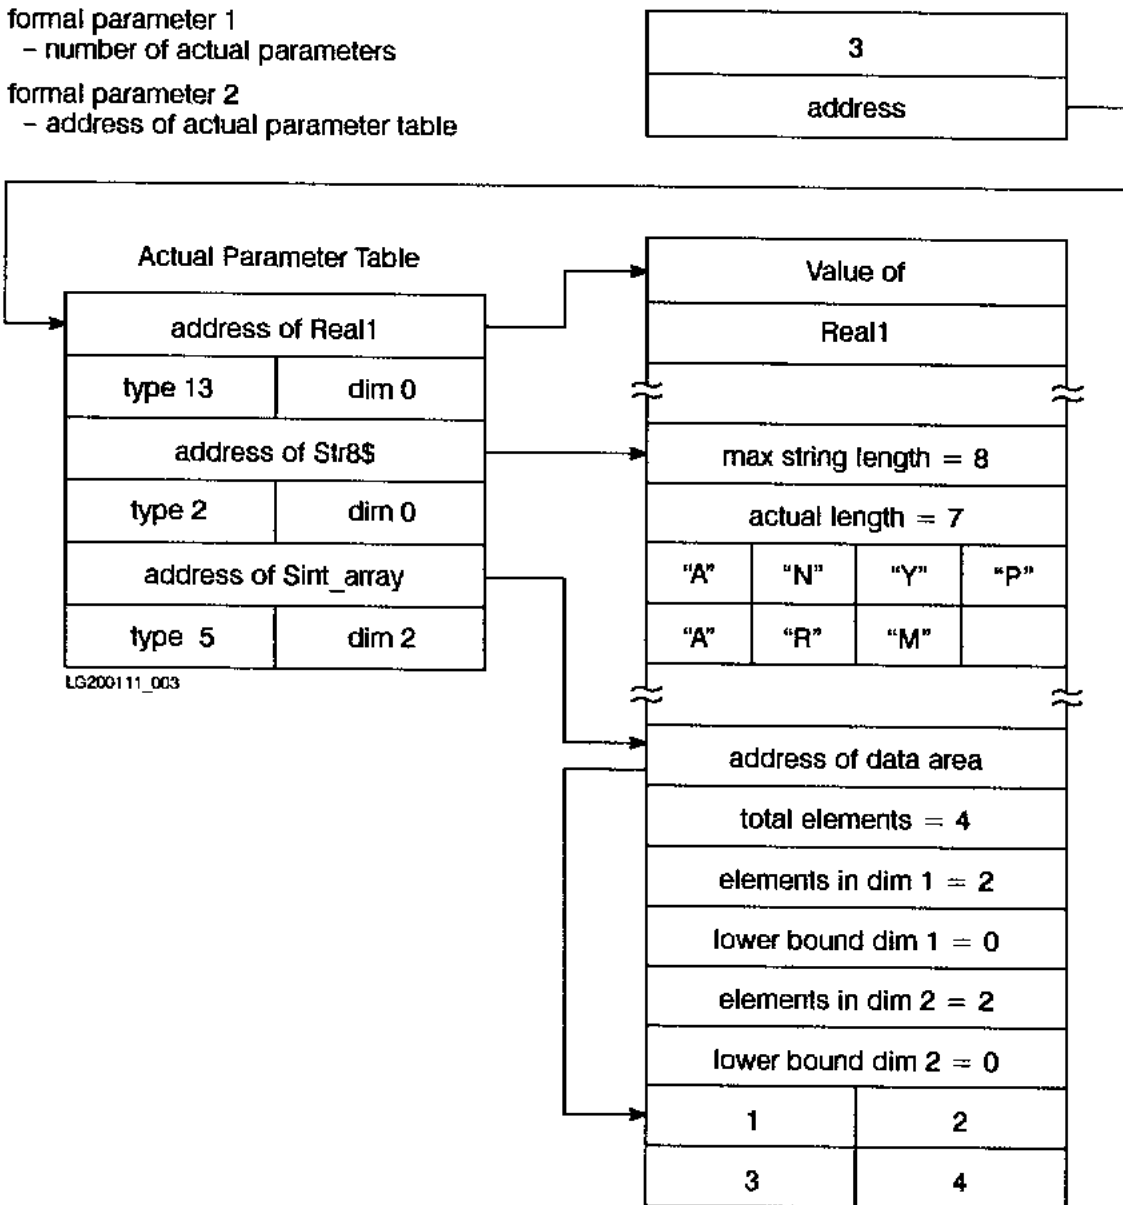 formal parameter 1
– number of actual parameters
formal parameter 2
– address of actual parameter table
3
address
Actual Parameter Table
address of Real1
type 13 dim 0
address of Str8$
type 2 dim 0
address of Sint_array
type 5 dim 2
LG200111_003
Value of
Real1
max string length = 8
actual length = 7
“A” “N” “Y” “P”
“A” “R” “M”
address of data area
total elements = 4
elements in dim 1 = 2
lower bound dim 1 = 0
elements in dim 2 = 2
lower bound dim 2 = 0
1 2
3 4